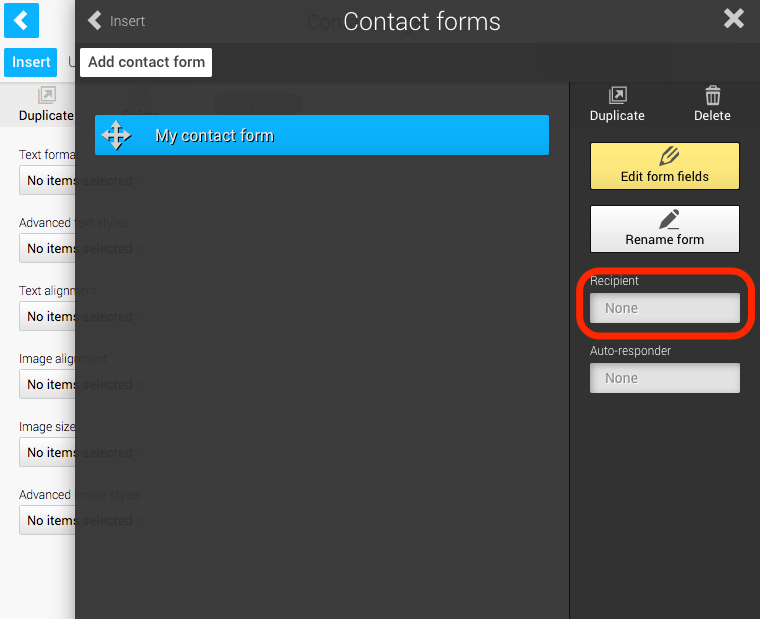 Insert
Contact forms
Insert
Add contact form
Duplicate
Duplicate
Delete
My contact form
Edit form fields
Rename form
Recipient
None
Auto-responder
None
Text forma
No items selected
Advanced text styles
No items selected
Text alignment
No items selected
Image alignment
No items selected
Image size
No items selected
Advanced image styles
No items selected